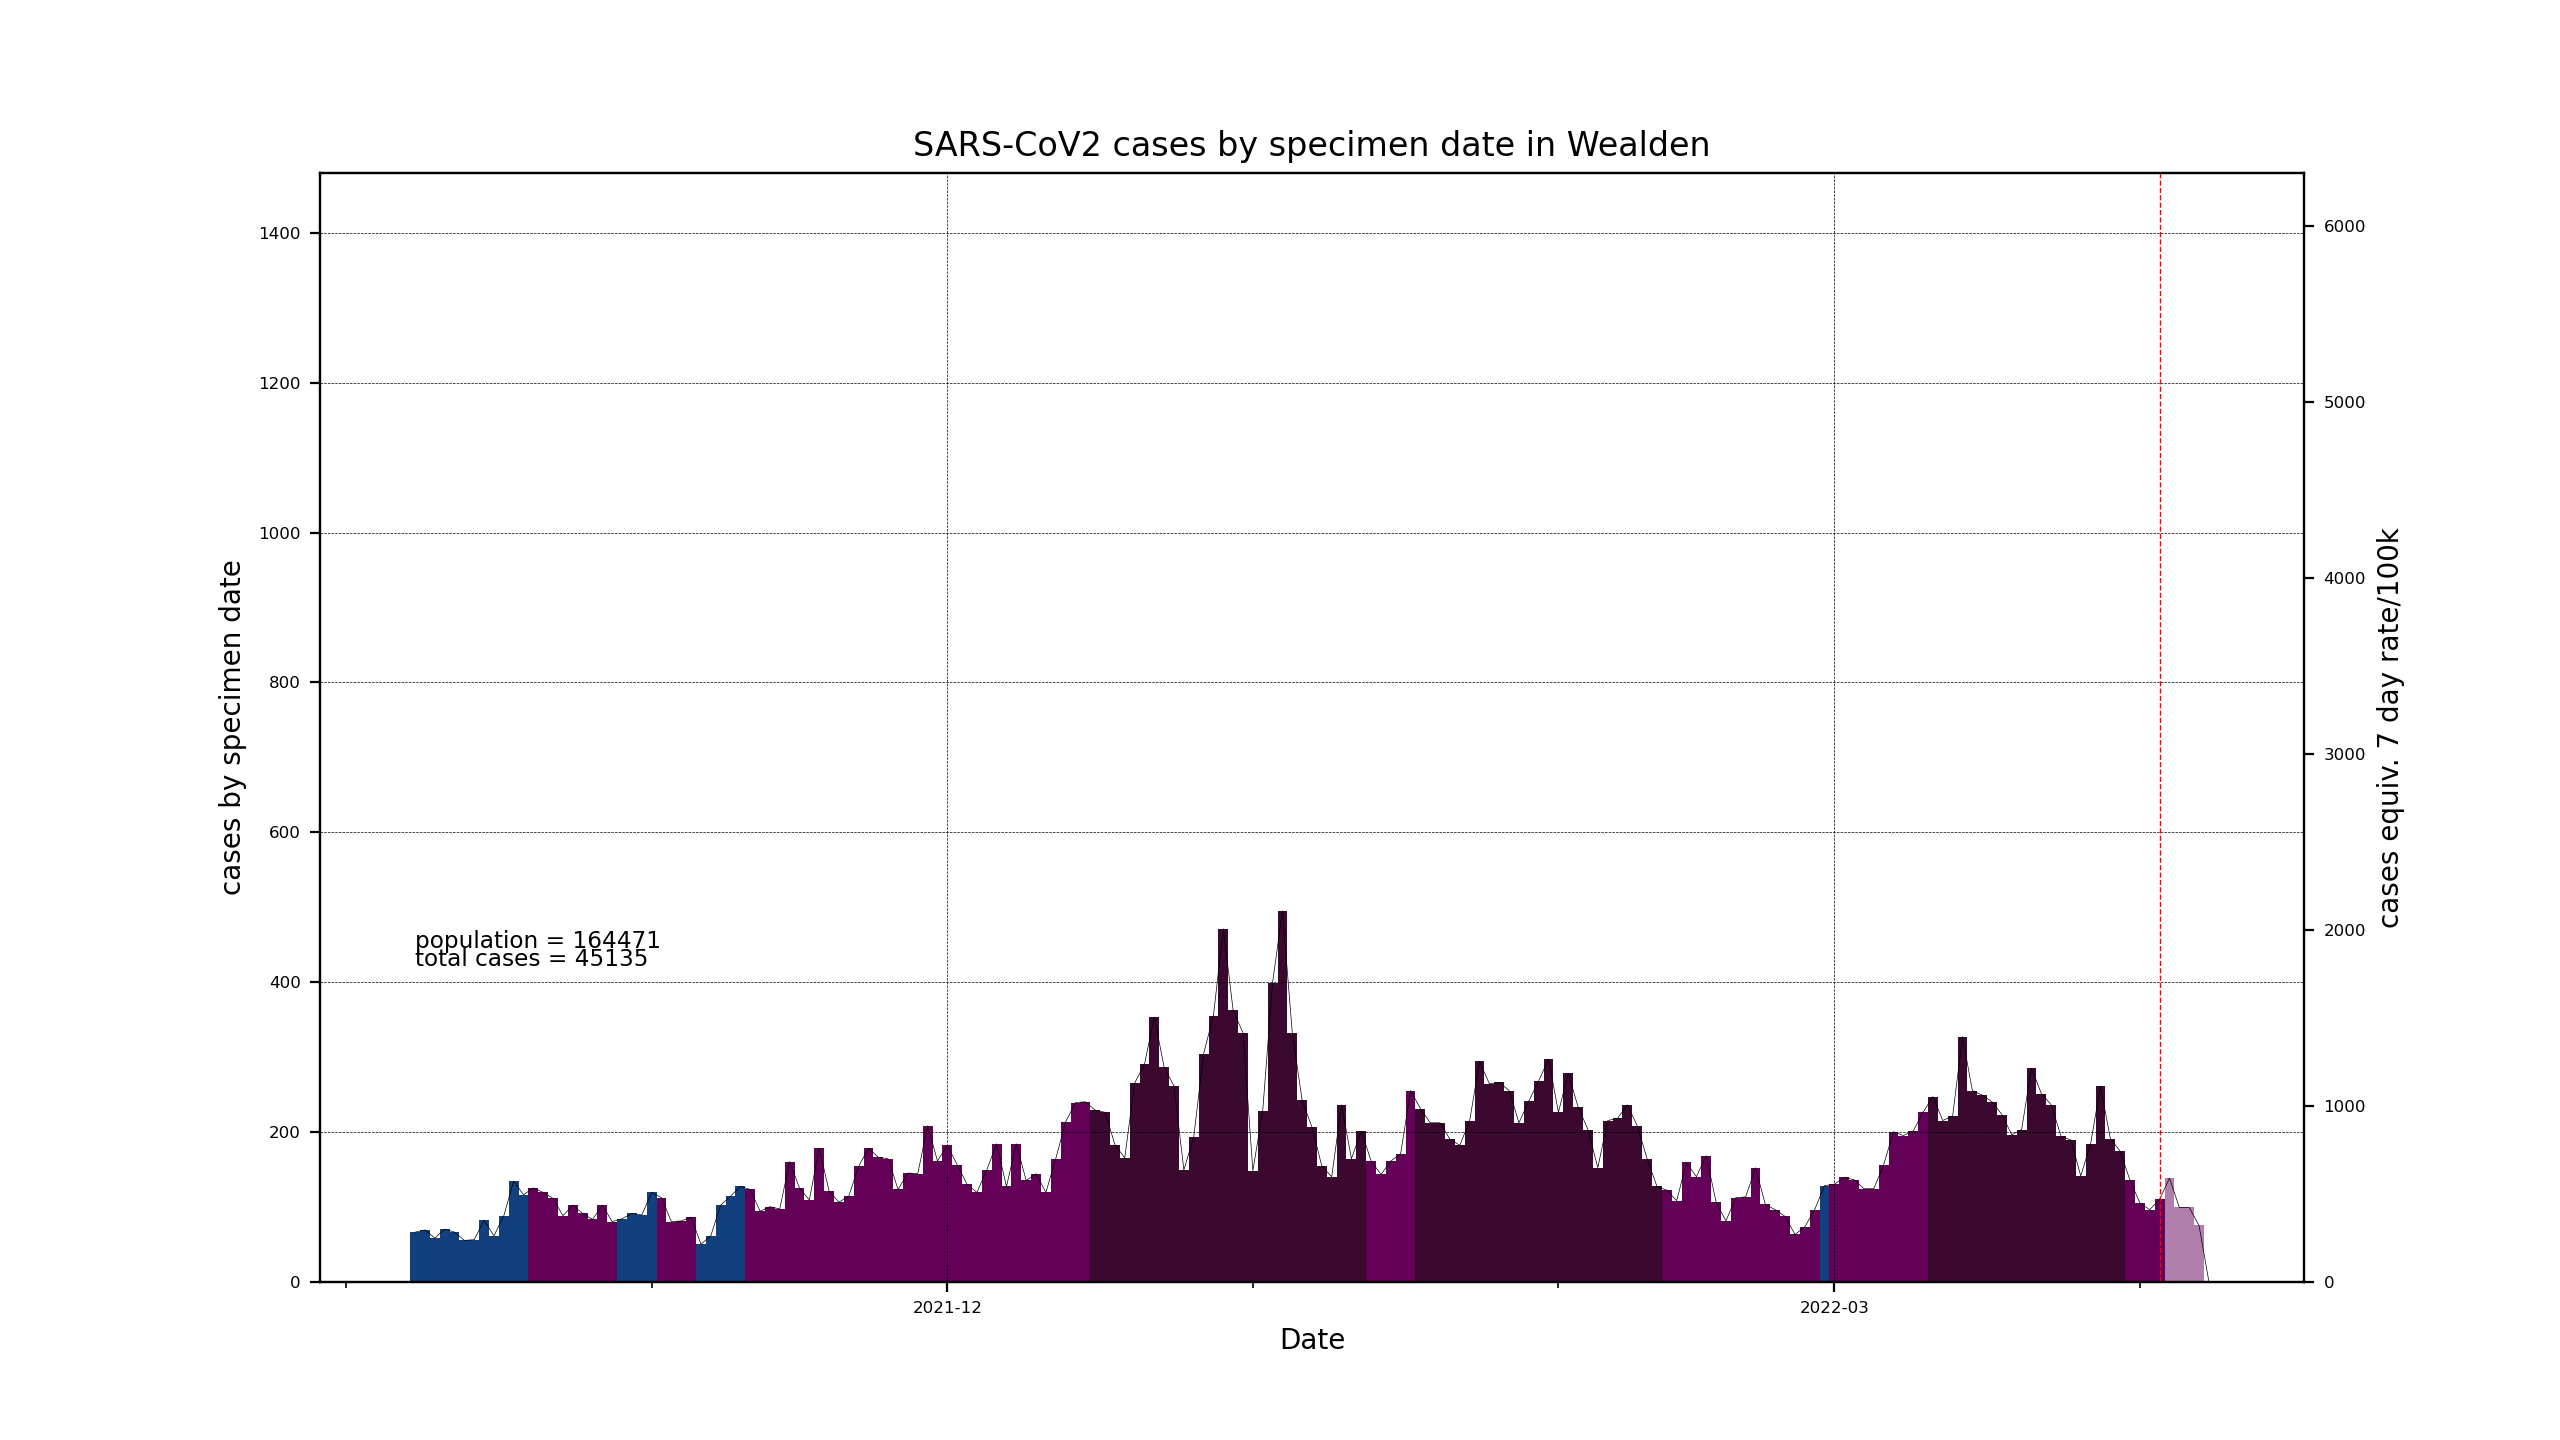 SARS-CoV2 cases by specimen date in Wealden
1400
1200
1000
800
600
400
200
0
cases by specimen date
population = 164471
total cases = 45135
6000
5000
4000
3000
2000
1000
0
cases equiv. 7 day rate/100k
2021-12
2022-03
Date